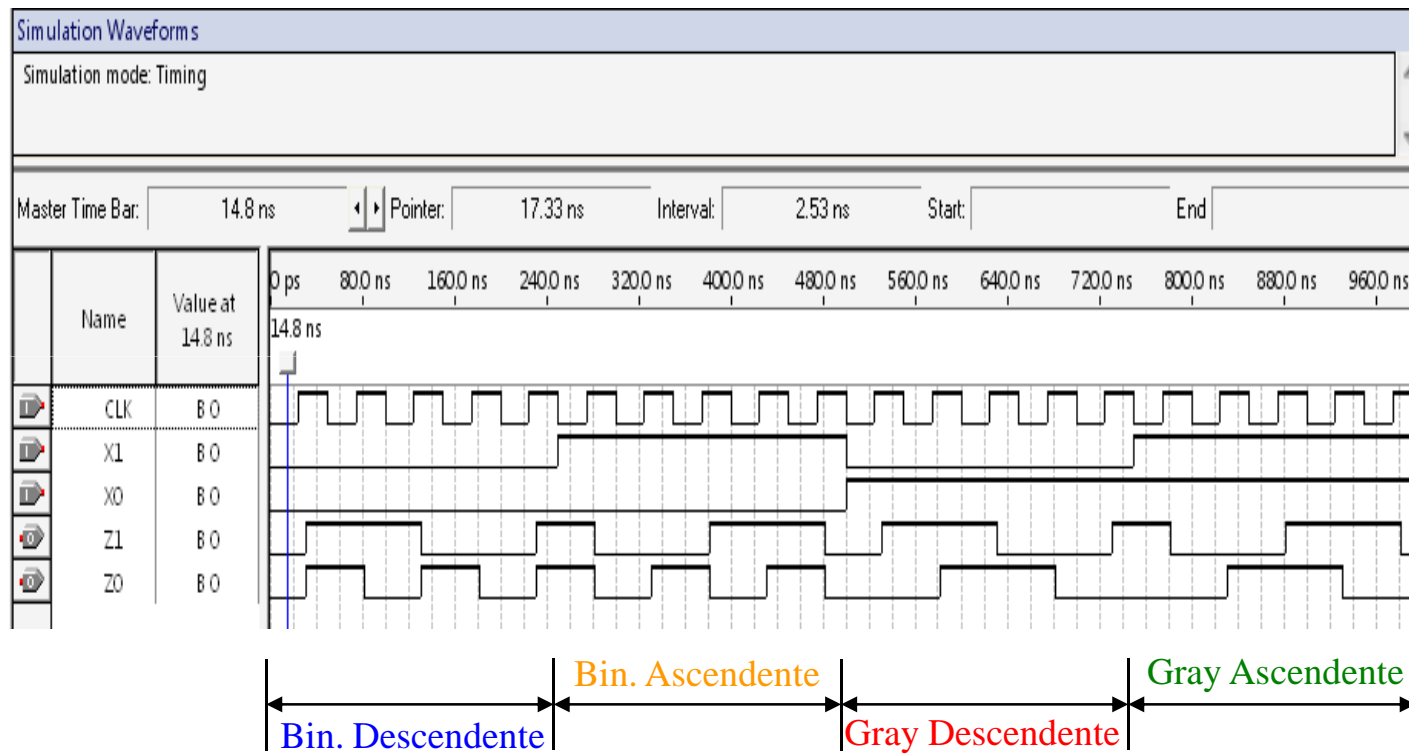 Simulation Waveforms
Simulation mode: Timing
Master Time Bar: 14.8 ns Pointer: 17.33 ns Interval: 2.53 ns Start: End
Name Value at 14.8 ns
0 ps 80.0 ns 160.0 ns 240.0 ns 320.0 ns 400.0 ns 480.0 ns 560.0 ns 640.0 ns 720.0 ns 800.0 ns 880.0 ns 960.0 ns
14.8 ns
CLK B 0
X1 B 0
X0 B 0
Z1 B 0
Z0 B 0
Bin. Ascendente Gray Ascendente
Bin. Descendente Gray Descendente